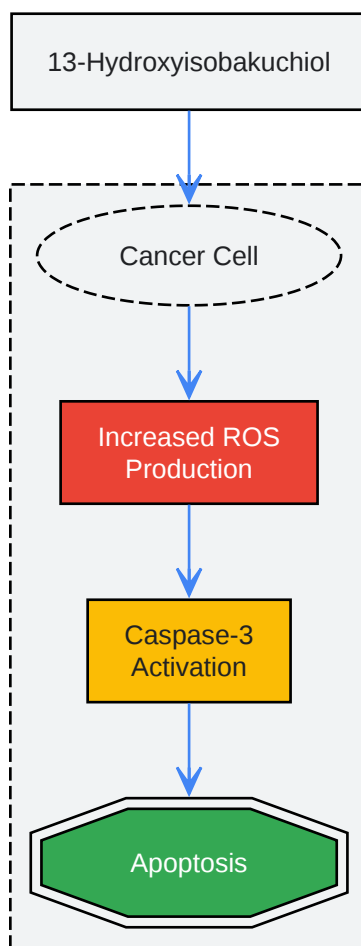 13-Hydroxyisobakuchiol
Cancer Cell
Increased ROS
Production
Caspase-3
Activation
Apoptosis